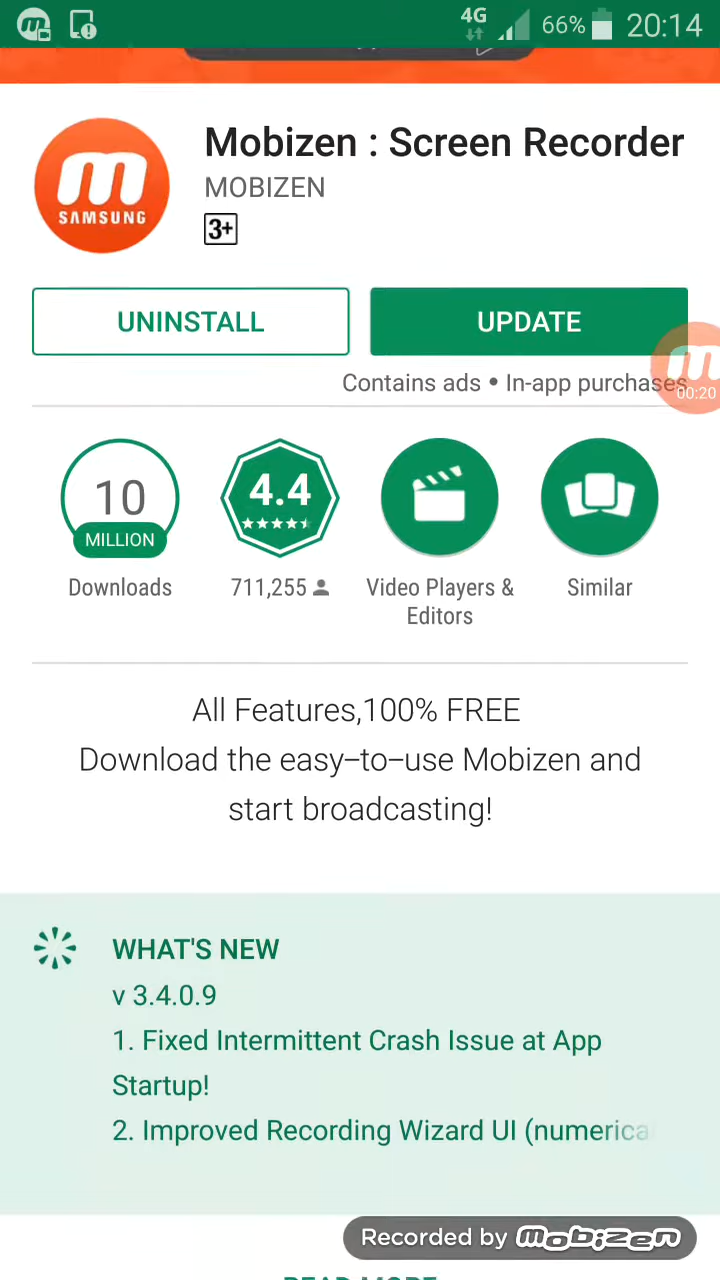 4G 66% 20:14
m
SAMSUNG
Mobizen : Screen Recorder
MOBIZEN
3+
UNINSTALL
UPDATE
Contains ads • In-app purchases
m
00:20
10
MILLION
4.4
Downloads
711,255
Video Players &
Editors
Similar
All Features,100% FREE
Download the easy-to-use Mobizen and
start broadcasting!
WHAT'S NEW
v 3.4.0.9
1. Fixed Intermittent Crash Issue at App
Startup!
2. Improved Recording Wizard UI (numerica
Recorded by mobizen
READ MORE